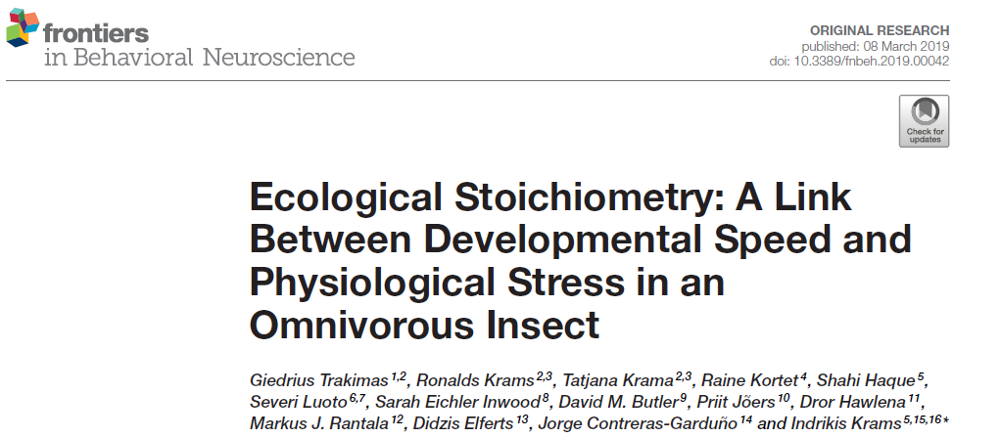 frontiers
in Behavioral Neuroscience
ORIGINAL RESEARCH
published: 08 March 2019
doi: 10.3389/fnbeh.2019.00042
Check for
updates
Ecological Stoichiometry: A Link
Between Developmental Speed and
Physiological Stress in an
Omnivorous Insect
Giedrius Trakimas 1,2, Ronalds Krams 2,3, Tatjana Krama 2,3, Raine Kortet 4, Shahi Haque 5,
Severi Luoto 6,7, Sarah Eichler Inwood 8, David M. Butler 9, Priit Jõers 10, Dror Hawlena 11,
Markus J. Rantala 12, Didzis Elferts 13, Jorge Contreras-Garduño 14 and Indrikis Krams 5,15,16*